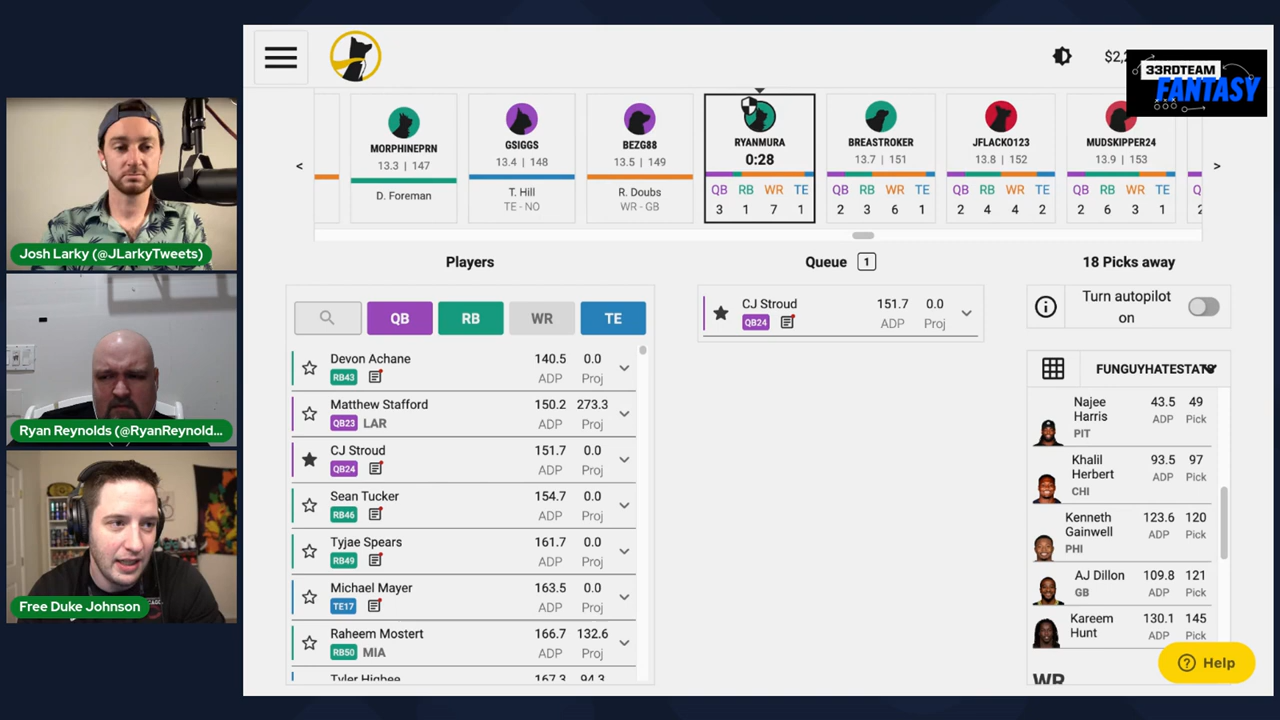 $2,2
33RDTEAM
FANTASY
<
MORPHINEPRN
13.3 | 147
D. Foreman
GSIGGS
13.4 | 148
T. Hill
TE - NO
BEZG88
13.5 | 149
R. Doubs
WR - GB
RYANMURA
0:28
QB RB WR TE
3 1 7 1
BREASTROKER
13.7 | 151
QB RB WR TE
2 3 6 1
JFLACKO123
13.8 | 152
QB RB WR TE
2 4 4 2
MUDSKIPPER24
13.9 | 153
QB RB WR TE
2 6 3 1
>
Josh Larky (@JLarkyTweets)
Ryan Reynolds (@RyanReynold...
Free Duke Johnson
Players
QB RB WR TE
Devon Achane 140.5 0.0
RB43 ADP Proj
Matthew Stafford 150.2 273.3
QB23 LAR ADP Proj
CJ Stroud 151.7 0.0
QB24 ADP Proj
Sean Tucker 154.7 0.0
RB46 ADP Proj
Tyjae Spears 161.7 0.0
RB49 ADP Proj
Michael Mayer 163.5 0.0
TE17 ADP Proj
Raheem Mostert 166.7 132.6
RB50 MIA ADP Proj
Tyler Higbee 167.3 94.3
Queue 1
CJ Stroud 151.7 0.0
QB24 ADP Proj
18 Picks away
Turn autopilot
on
FUNGUYHATESTATS
Najee Harris 43.5 49
PIT ADP Pick
Khalil Herbert 93.5 97
CHI ADP Pick
Kenneth Gainwell 123.6 120
PHI ADP Pick
AJ Dillon 109.8 121
GB ADP Pick
Kareem Hunt 130.1 145
ADP Pick
WR
Help